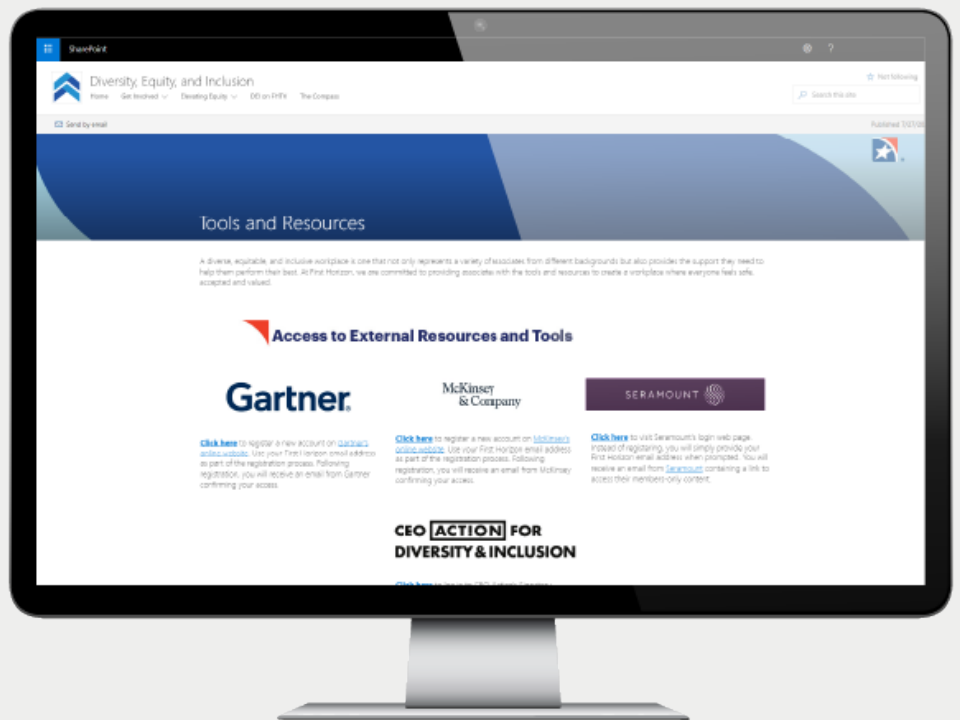 SharePoint
?
Diversity, Equity, and Inclusion
Not following
Home Get Involved Elevating Equity DEI on FHTV The Compass
Search this site
Send by email
Published
Tools and Resources
A diverse, equitable, and inclusive workplace is one that not only represents a variety of associates from different backgrounds but also provides the support they need to
help them perform their best. At First Horizon, we are committed to providing associates with the tools and resources to create a workplace where everyone feels safe,
accepted and valued.
Access to External Resources and Tools
Gartner
McKinsey
& Company
SERAMOUNT
Click here to register a new account on Gartner's
online website. Use your First Horizon email address
as part of the registration process. Following
registration, you will receive an email from Gartner
confirming your access.
Click here to register a new account on McKinsey's
online website. Use your First Horizon email address
as part of the registration process. Following
registration, you will receive an email from McKinsey
confirming your access.
Click here to visit Seramount's login web page.
Instead of registering, you will simply provide your
First Horizon email address when prompted. You will
receive an email from Seramount containing a link to
access their members-only content.
CEO ACTION FOR
DIVERSITY & INCLUSION
Click here